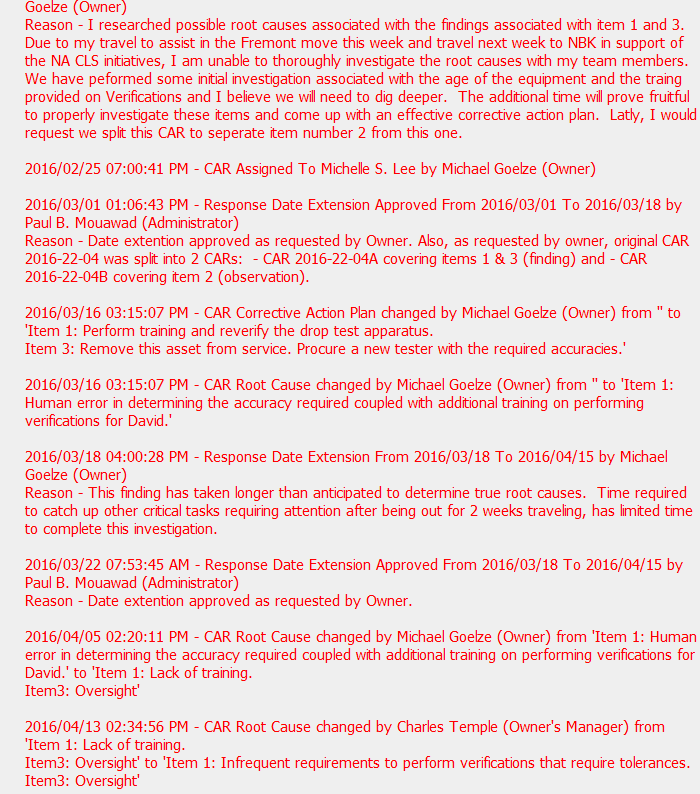 Goelze (Owner)
Reason - I researched possible root causes associated with the findings associated with item 1 and 3.
Due to my travel to assist in the Fremont move this week and travel next week to NBK in support of
the NA CLS initiatives, I am unable to thoroughly investigate the root causes with my team members.
We have peformed some initial investigation associated with the age of the equipment and the traing
provided on Verifications and I believe we will need to dig deeper.  The additional time will prove fruitful
to properly investigate these items and come up with an effective corrective action plan.  Latly, I would
request we split this CAR to seperate item number 2 from this one.

2016/02/25 07:00:41 PM - CAR Assigned To Michelle S. Lee by Michael Goelze (Owner)

2016/03/01 01:06:43 PM - Response Date Extension Approved From 2016/03/01 To 2016/03/18 by
Paul B. Mouawad (Administrator)
Reason - Date extention approved as requested by Owner. Also, as requested by owner, original CAR
2016-22-04 was split into 2 CARs:  - CAR 2016-22-04A covering items 1 & 3 (finding) and - CAR
2016-22-04B covering item 2 (observation).

2016/03/16 03:15:07 PM - CAR Corrective Action Plan changed by Michael Goelze (Owner) from '' to
'Item 1: Perform training and reverify the drop test apparatus.
Item 3: Remove this asset from service. Procure a new tester with the required accuracies.'

2016/03/16 03:15:07 PM - CAR Root Cause changed by Michael Goelze (Owner) from '' to 'Item 1:
Human error in determining the accuracy required coupled with additional training on performing
verifications for David.'

2016/03/18 04:00:28 PM - Response Date Extension From 2016/03/18 To 2016/04/15 by Michael
Goelze (Owner)
Reason - This finding has taken longer than anticipated to determine true root causes.  Time required
to catch up other critical tasks requiring attention after being out for 2 weeks traveling, has limited time
to complete this investigation.

2016/03/22 07:53:45 AM - Response Date Extension Approved From 2016/03/18 To 2016/04/15 by
Paul B. Mouawad (Administrator)
Reason - Date extention approved as requested by Owner.

2016/04/05 02:20:11 PM - CAR Root Cause changed by Michael Goelze (Owner) from 'Item 1: Human
error in determining the accuracy required coupled with additional training on performing verifications for
David.' to 'Item 1: Lack of training.
Item3: Oversight'

2016/04/13 02:34:56 PM - CAR Root Cause changed by Charles Temple (Owner's Manager) from
'Item 1: Lack of training.
Item3: Oversight' to 'Item 1: Infrequent requirements to perform verifications that require tolerances.
Item3: Oversight'